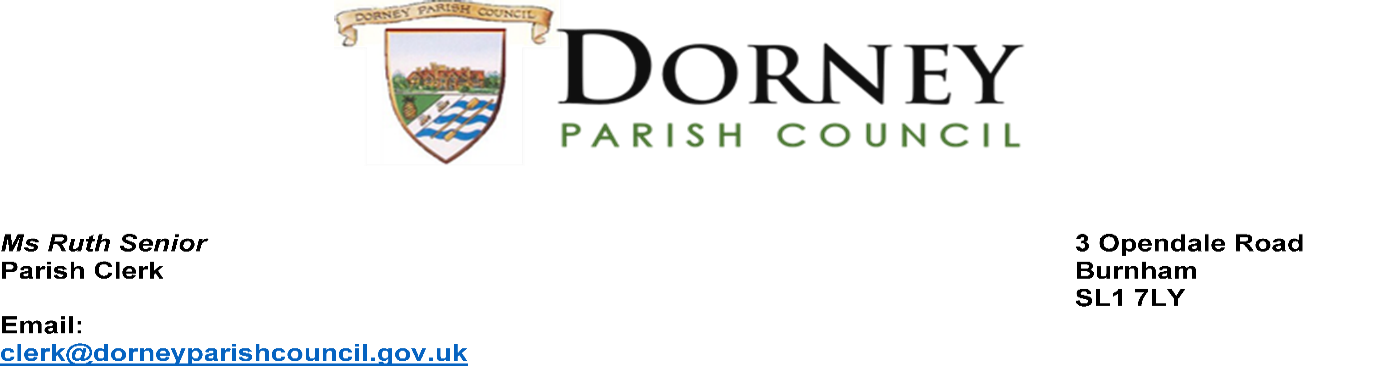 DORNEY PARISH COUNCIL
DORNEY
PARISH COUNCIL
Ms Ruth Senior
Parish Clerk
Email:
clerk@dorneyparishcouncil.gov.uk
3 Opendale Road
Burnham
SL1 7LY